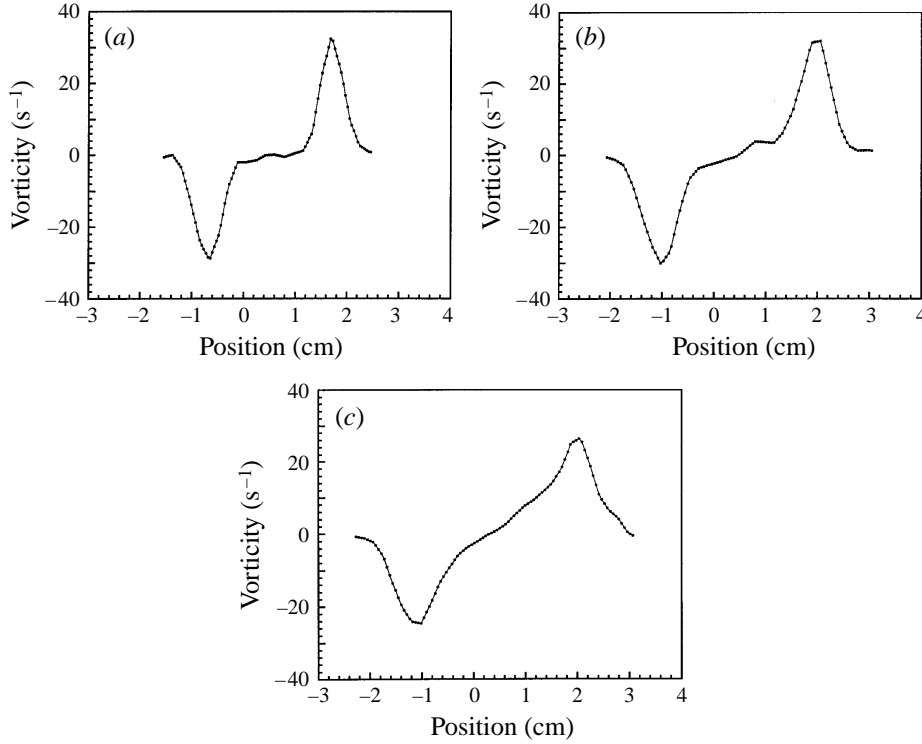 (a)
40
20
0
–20
–40
Vorticity (s–1)
–3 –2 –1 0 1 2 3 4
Position (cm)
(b)
40
20
0
–20
–40
Vorticity (s–1)
–3 –2 –1 0 1 2 3 4
Position (cm)
(c)
40
20
0
–20
–40
Vorticity (s–1)
–3 –2 –1 0 1 2 3 4
Position (cm)